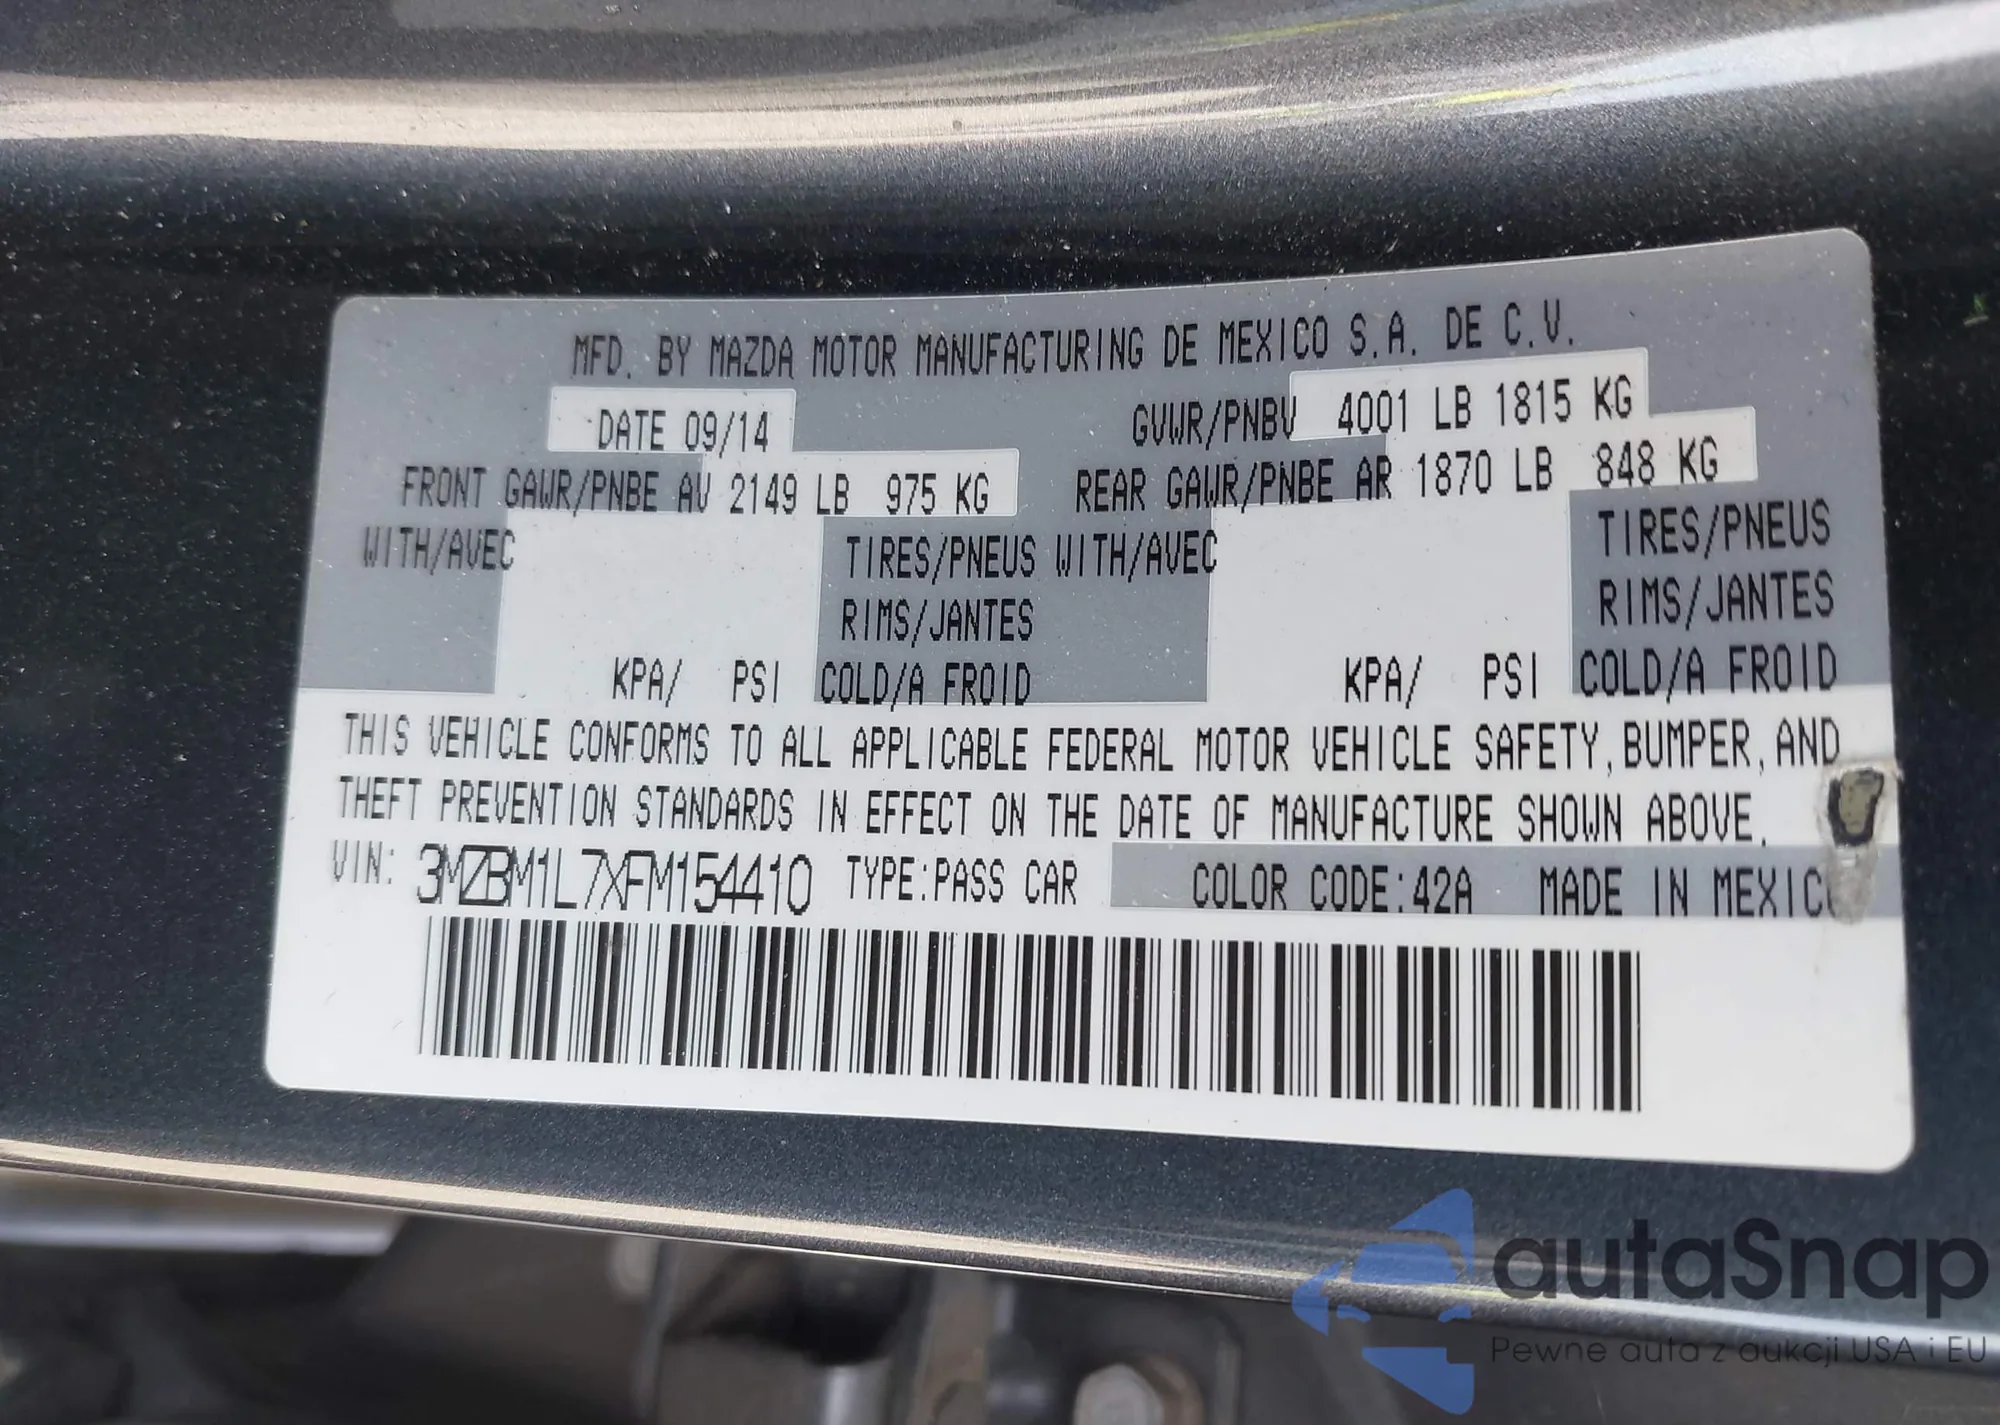 MFD. BY MAZDA MOTOR MANUFACTURING DE MEXICO S.A. DE C.V.
DATE 09/14 GVWR/PNBV 4001 LB 1815 KG
FRONT GAWR/PNBE AV 2149 LB 975 KG REAR GAWR/PNBE AR 1870 LB 848 KG
WITH/AVEC TIRES/PNEUS WITH/AVEC TIRES/PNEUS
RIMS/JANTES RIMS/JANTES
KPA/ PSI COLD/A FROID KPA/ PSI COLD/A FROID
THIS VEHICLE CONFORMS TO ALL APPLICABLE FEDERAL MOTOR VEHICLE SAFETY, BUMPER, AND
THEFT PREVENTION STANDARDS IN EFFECT ON THE DATE OF MANUFACTURE SHOWN ABOVE.
VIN: 3MZBM1L7XFM154410 TYPE:PASS CAR COLOR CODE:42A MADE IN MEXICO
autaSnap
Pewne auta z aukcji USA i EU